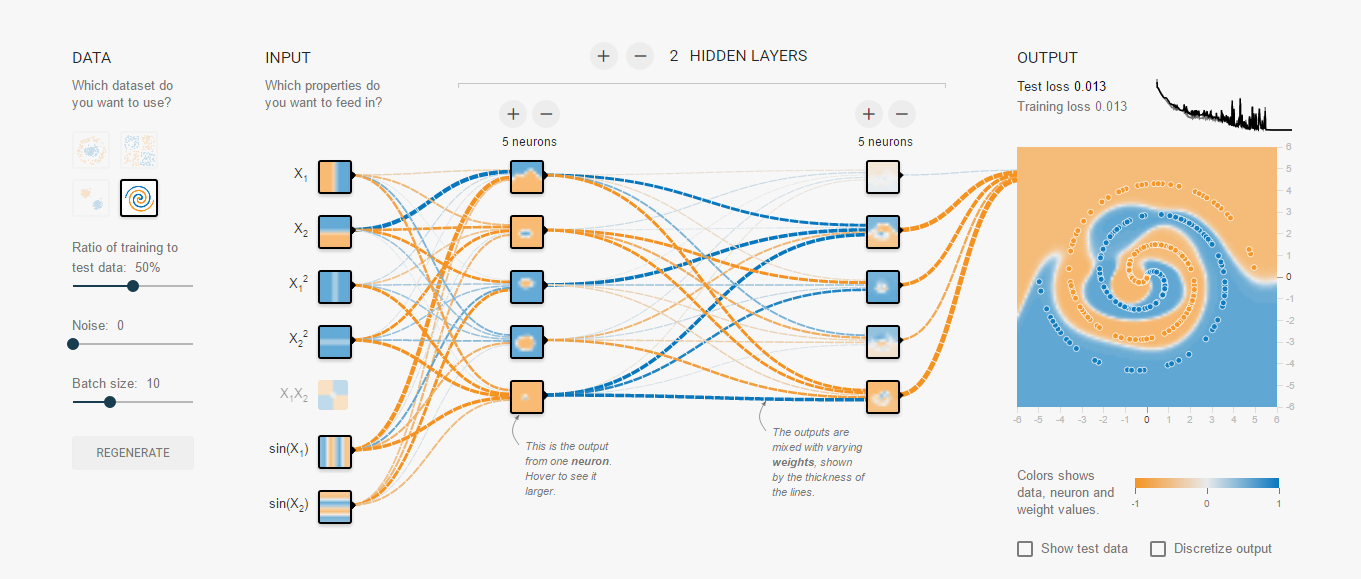 DATA
Which dataset do
you want to use?
Ratio of training to
test data: 50%
Noise: 0
Batch size: 10
REGENERATE
INPUT
Which properties do
you want to feed in?
X₁
X₂
X₁²
X₂²
X₁X₂
sin(X₁)
sin(X₂)
+ − 2 HIDDEN LAYERS
+ −
5 neurons
+ −
5 neurons
This is the output
from one neuron.
Hover to see it
larger.
The outputs are
mixed with varying
weights, shown
by the thickness of
the lines.
OUTPUT
Test loss 0.013
Training loss 0.013
6
5
4
3
2
1
0
-1
-2
-3
-4
-5
-6
-6 -5 -4 -3 -2 -1 0 1 2 3 4 5 6
Colors shows
data, neuron and
weight values.
-1 0 1
Show test data Discretize output